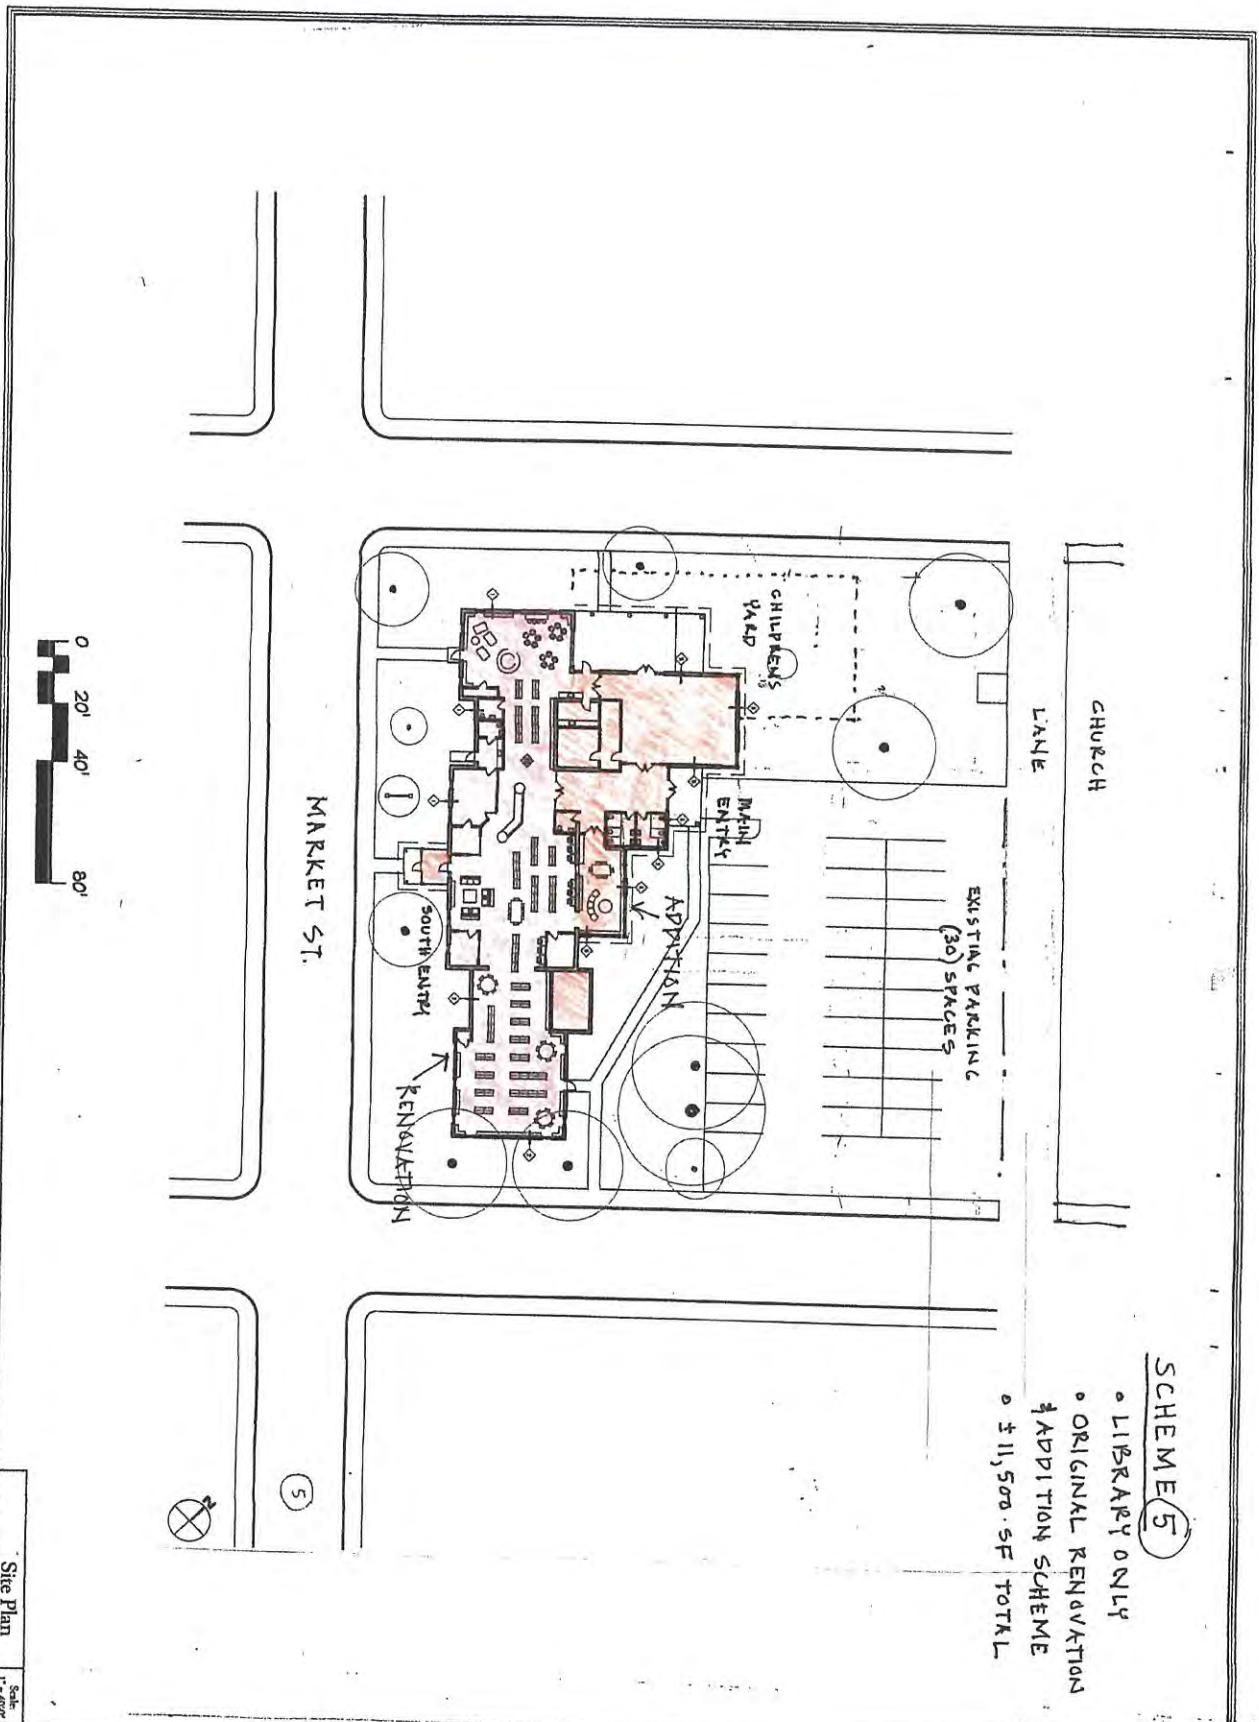 SCHEME 5
• LIBRARY ONLY
• ORIGINAL RENOVATION
& ADDITION SCHEME
• ±11,500 SF TOTAL
CHURCH
LANE
EXISTING PARKING
(30) SPACES
CHILDRENS
YARD
MAIN
ENTRY
ADDITION
SOUTH ENTRY
RENOVATION
MARKET ST.
0 20' 40' 80'
5
N
Site Plan
Scale: